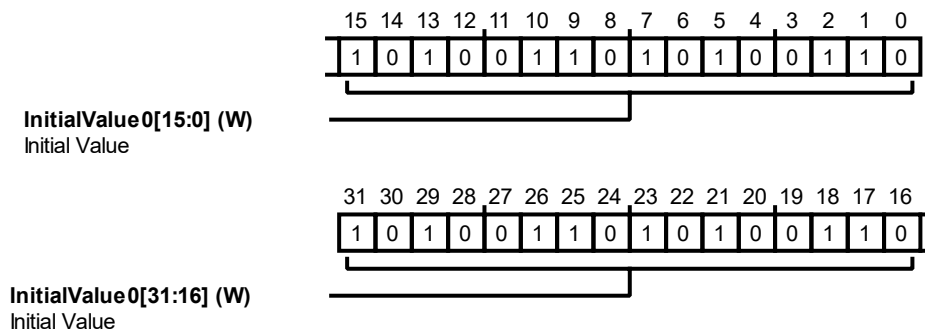 15 14 13 12 11 10 9 8 7 6 5 4 3 2 1 0
1 0 1 0 0 1 1 0 1 0 1 0 0 1 1 0
InitialValue0[15:0] (W)
Initial Value
31 30 29 28 27 26 25 24 23 22 21 20 19 18 17 16
1 0 1 0 0 1 1 0 1 0 1 0 0 1 1 0
InitialValue0[31:16] (W)
Initial Value